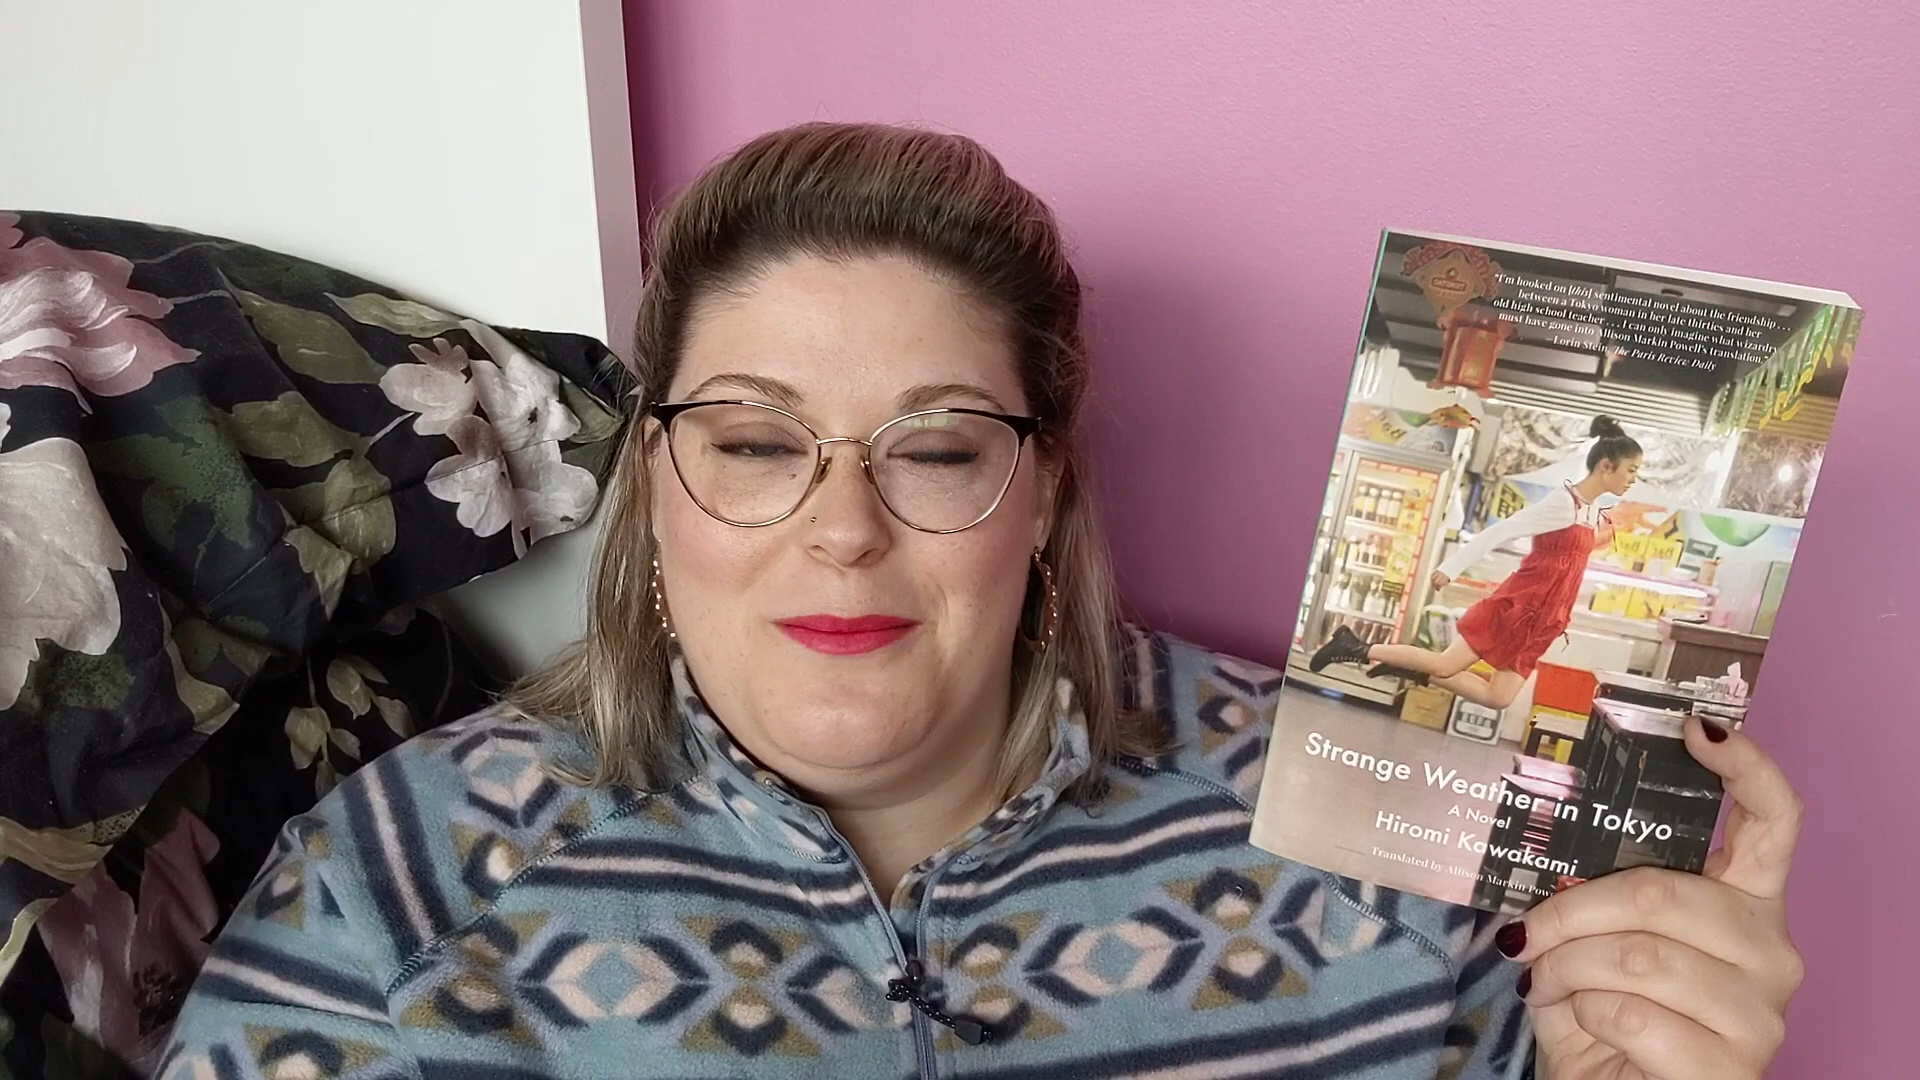 "I'm hooked on [this] sentimental novel about the friendship . . .
between a Tokyo woman in her late thirties and her
old high school teacher . . . I can only imagine what wizardry
must have gone into Allison Markin Powell's translation."
—Lorin Stein, The Paris Review Daily
Strange Weather in Tokyo
A Novel
Hiromi Kawakami
Translated by Allison Markin